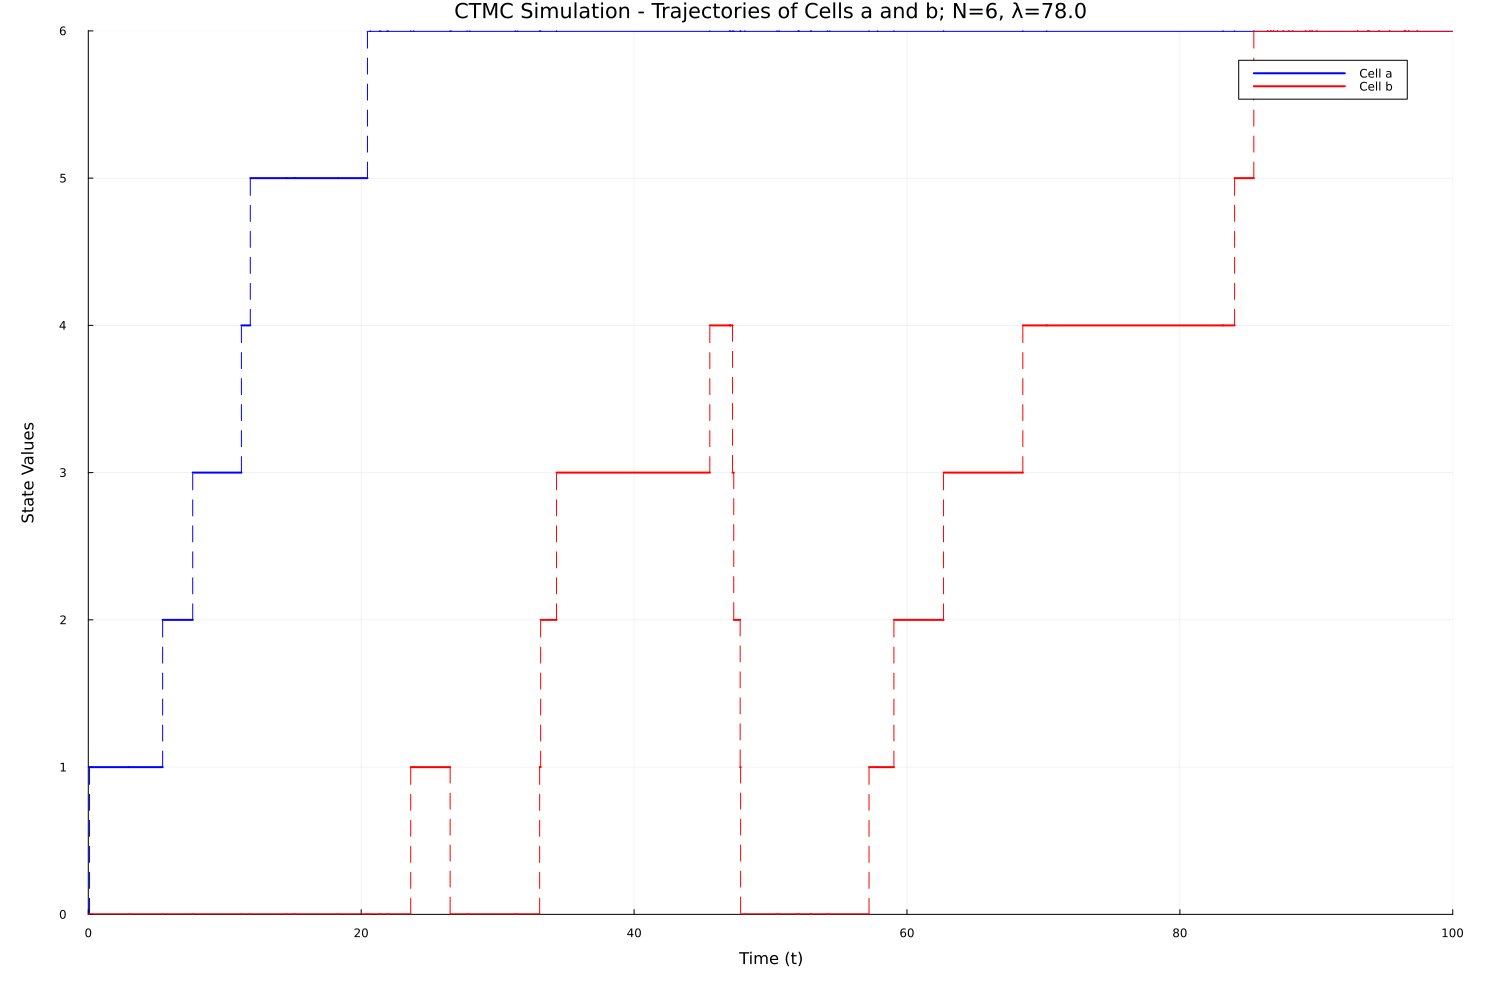 CTMC Simulation - Trajectories of Cells a and b; N=6, λ=78.0
6
Cell a
Cell b
5
4
State Values
3
2
1
0
0 20 40 60 80 100
Time (t)